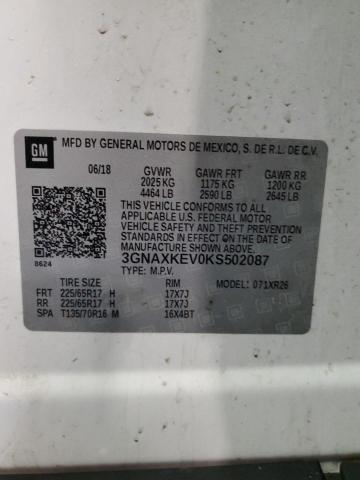 GM
MFD BY GENERAL MOTORS DE MEXICO, S. DE R.L. DE C.V.
06/18 GVWR GAWR FRT GAWR RR
2025 KG 1175 KG 1200 KG
4464 LB 2590 LB 2645 LB
THIS VEHICLE CONFORMS TO ALL
APPLICABLE U.S. FEDERAL MOTOR
VEHICLE SAFETY, BUMPER, AND
THEFT PREVENTION STANDARDS
IN EFFECT ON THE DATE OF
MANUFACTURE SHOWN ABOVE.
3GNAXKEV0KS502087
8624
TYPE: M.P.V.
MODEL: 071XR26
TIRE SIZE RIM
FRT 225/65R17 H 17X7J
RR 225/65R17 H 17X7J
SPA T135/70R16 M 16X4BT